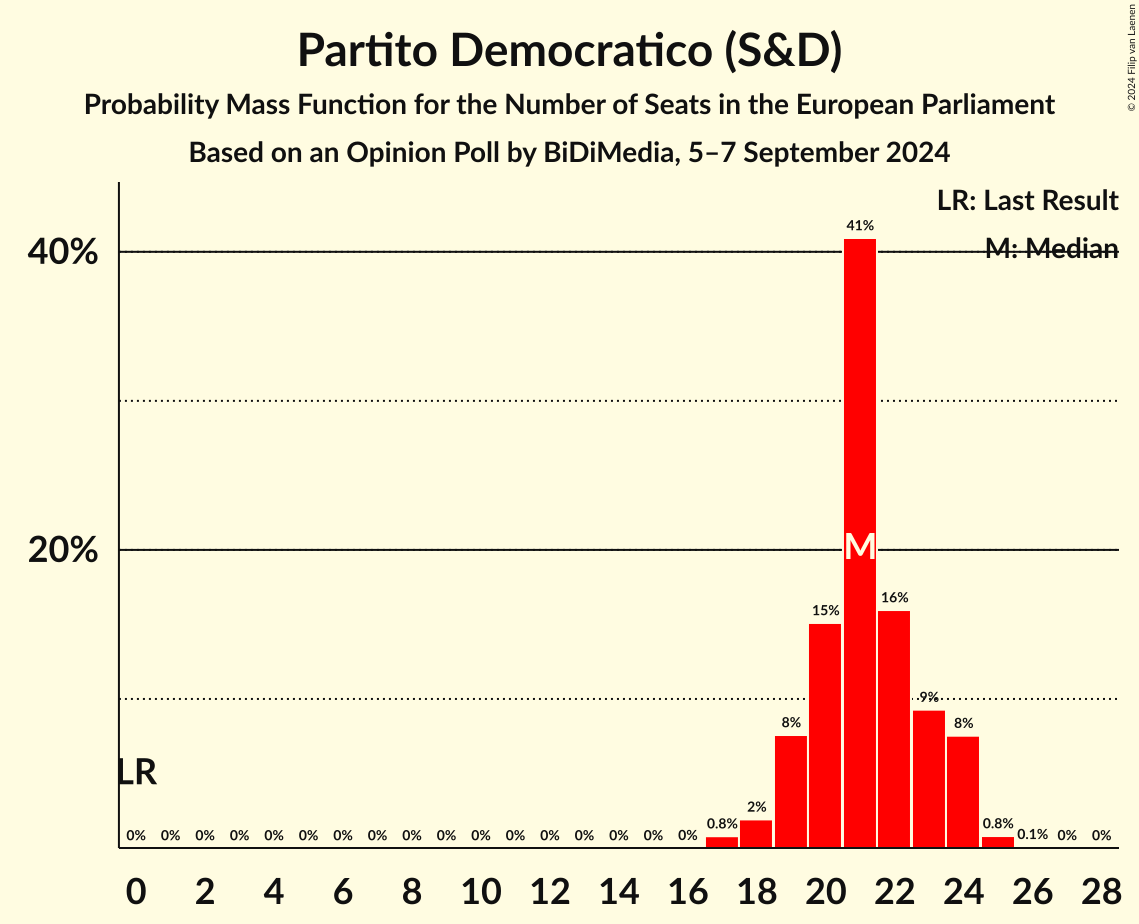 Partito Democratico (S&D)
Probability Mass Function for the Number of Seats in the European Parliament
Based on an Opinion Poll by BiDiMedia, 5–7 September 2024
© 2024 Filip van Laenen
LR: Last Result
M: Median
40%
20%
LR
M
0% 0% 0% 0% 0% 0% 0% 0% 0% 0% 0% 0% 0% 0% 0% 0% 0% 0.8% 2% 8% 15% 41% 16% 9% 8% 0.8% 0.1% 0% 0%
0 2 4 6 8 10 12 14 16 18 20 22 24 26 28